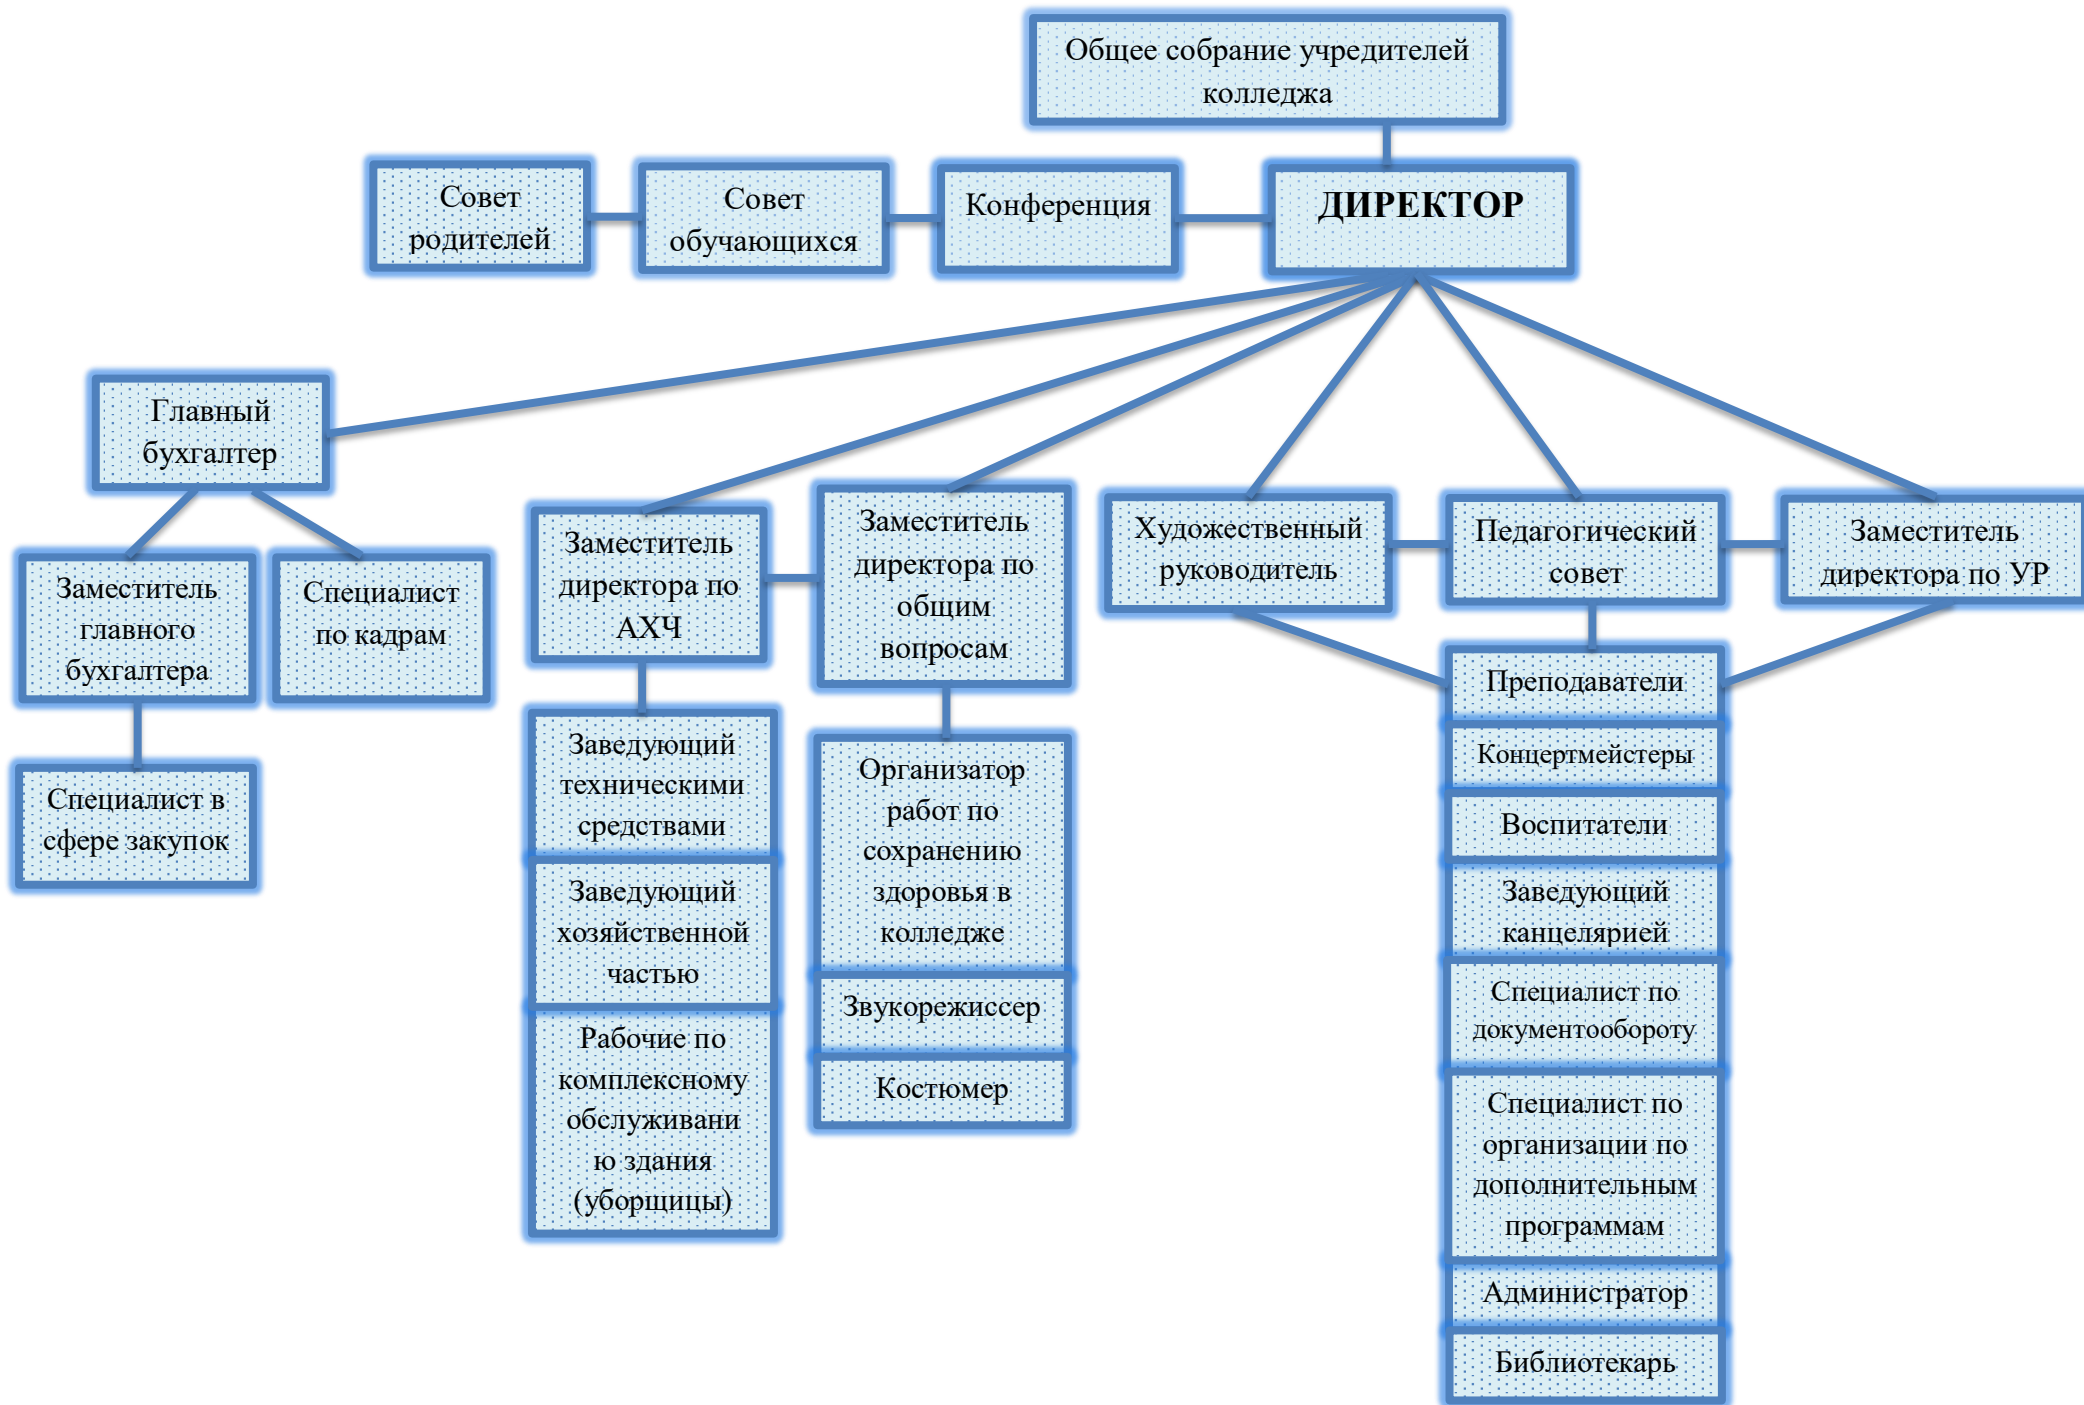 Общее собрание учредителей
колледжа
Совет
родителей
Совет
обучающихся
Конференция
ДИРЕКТОР
Главный
бухгалтер
Заместитель
главного
бухгалтера
Специалист
по кадрам
Специалист в
сфере закупок
Заместитель
директора по
АХЧ
Заведующий
техническими
средствами
Заведующий
хозяйственной
частью
Рабочие по
комплексному
обслуживани
ю здания
(уборщицы)
Заместитель
директора по
общим
вопросам
Организатор
работ по
сохранению
здоровья в
колледже
Звукорежиссер
Костюмер
Художественный
руководитель
Педагогический
совет
Заместитель
директора по УР
Преподаватели
Концертмейстеры
Воспитатели
Заведующий
канцелярией
Специалист по
документообороту
Специалист по
организации по
дополнительным
программам
Администратор
Библиотекарь